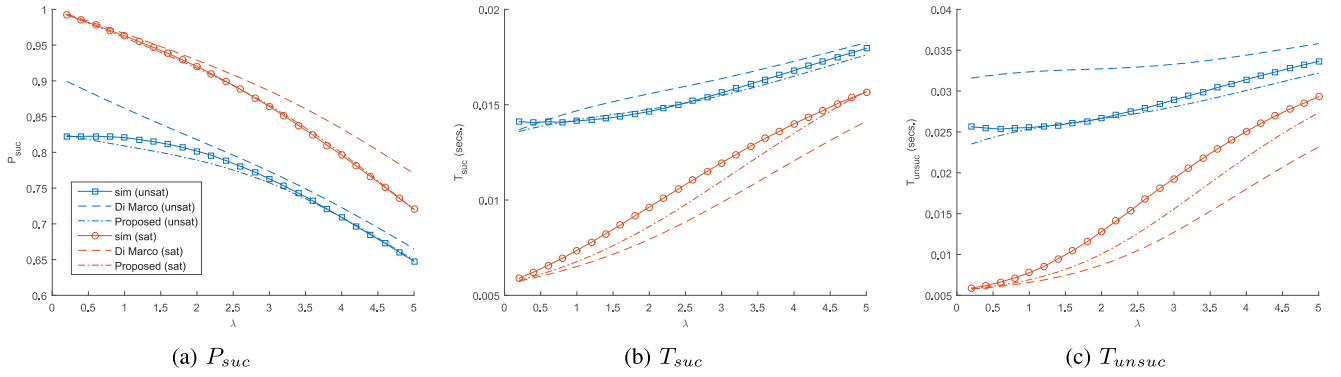 1
0.95
0.9
0.85
0.8
0.75
0.7
0.65
0.6
P_suc
sim (unsat)
Di Marco (unsat)
Proposed (unsat)
sim (sat)
Di Marco (sat)
Proposed (sat)
0 0.5 1 1.5 2 2.5 3 3.5 4 4.5 5
λ
(a) P_suc
0.02
0.015
0.01
0.005
T_suc (secs.)
0 0.5 1 1.5 2 2.5 3 3.5 4 4.5 5
λ
(b) T_suc
0.04
0.035
0.03
0.025
0.02
0.015
0.01
0.005
0
T_unsuc (secs.)
0 0.5 1 1.5 2 2.5 3 3.5 4 4.5 5
λ
(c) T_unsuc